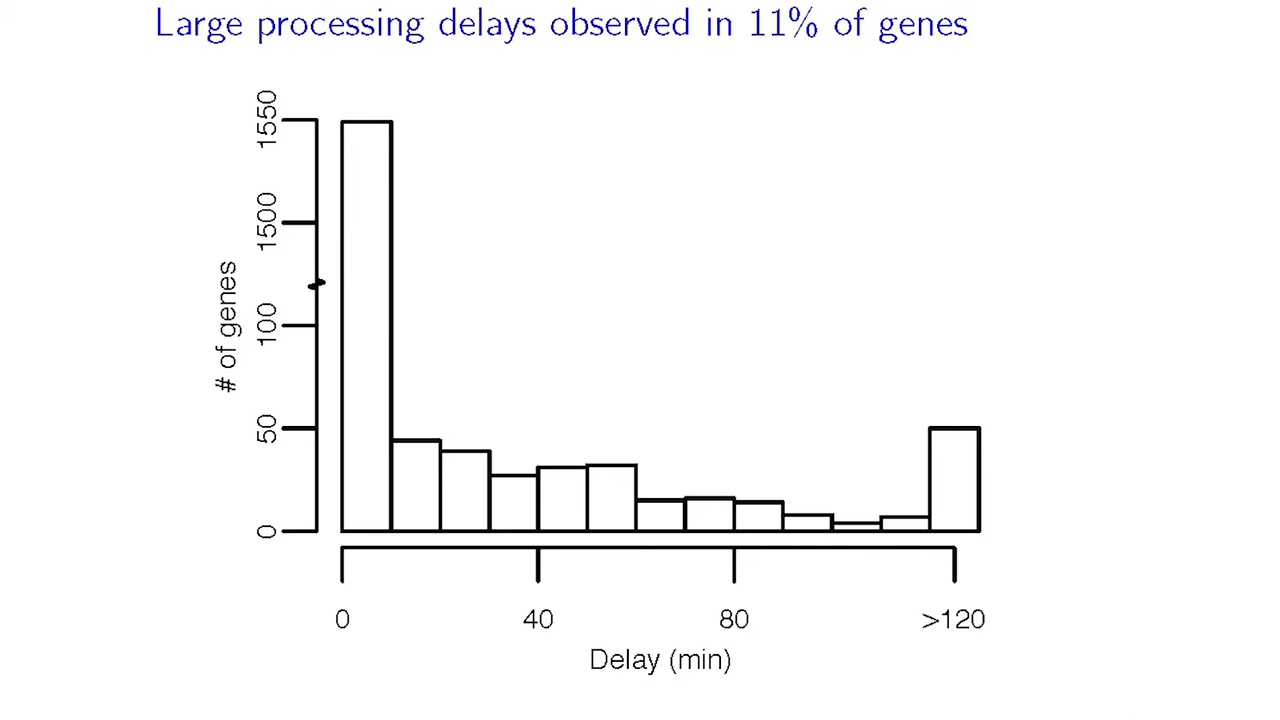 Large processing delays observed in 11% of genes
1550
1500
100
50
0
# of genes
0 40 80 >120
Delay (min)